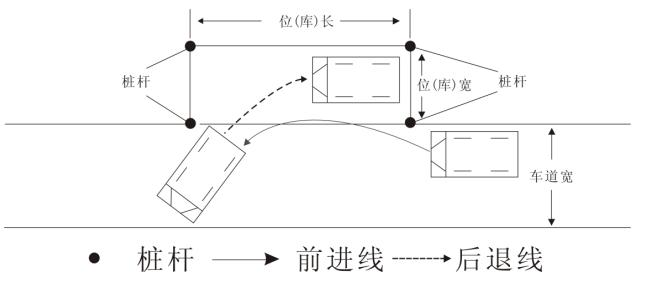 位(库)长
桩杆
位(库)宽
桩杆
车道宽
桩杆 前进线 后退线